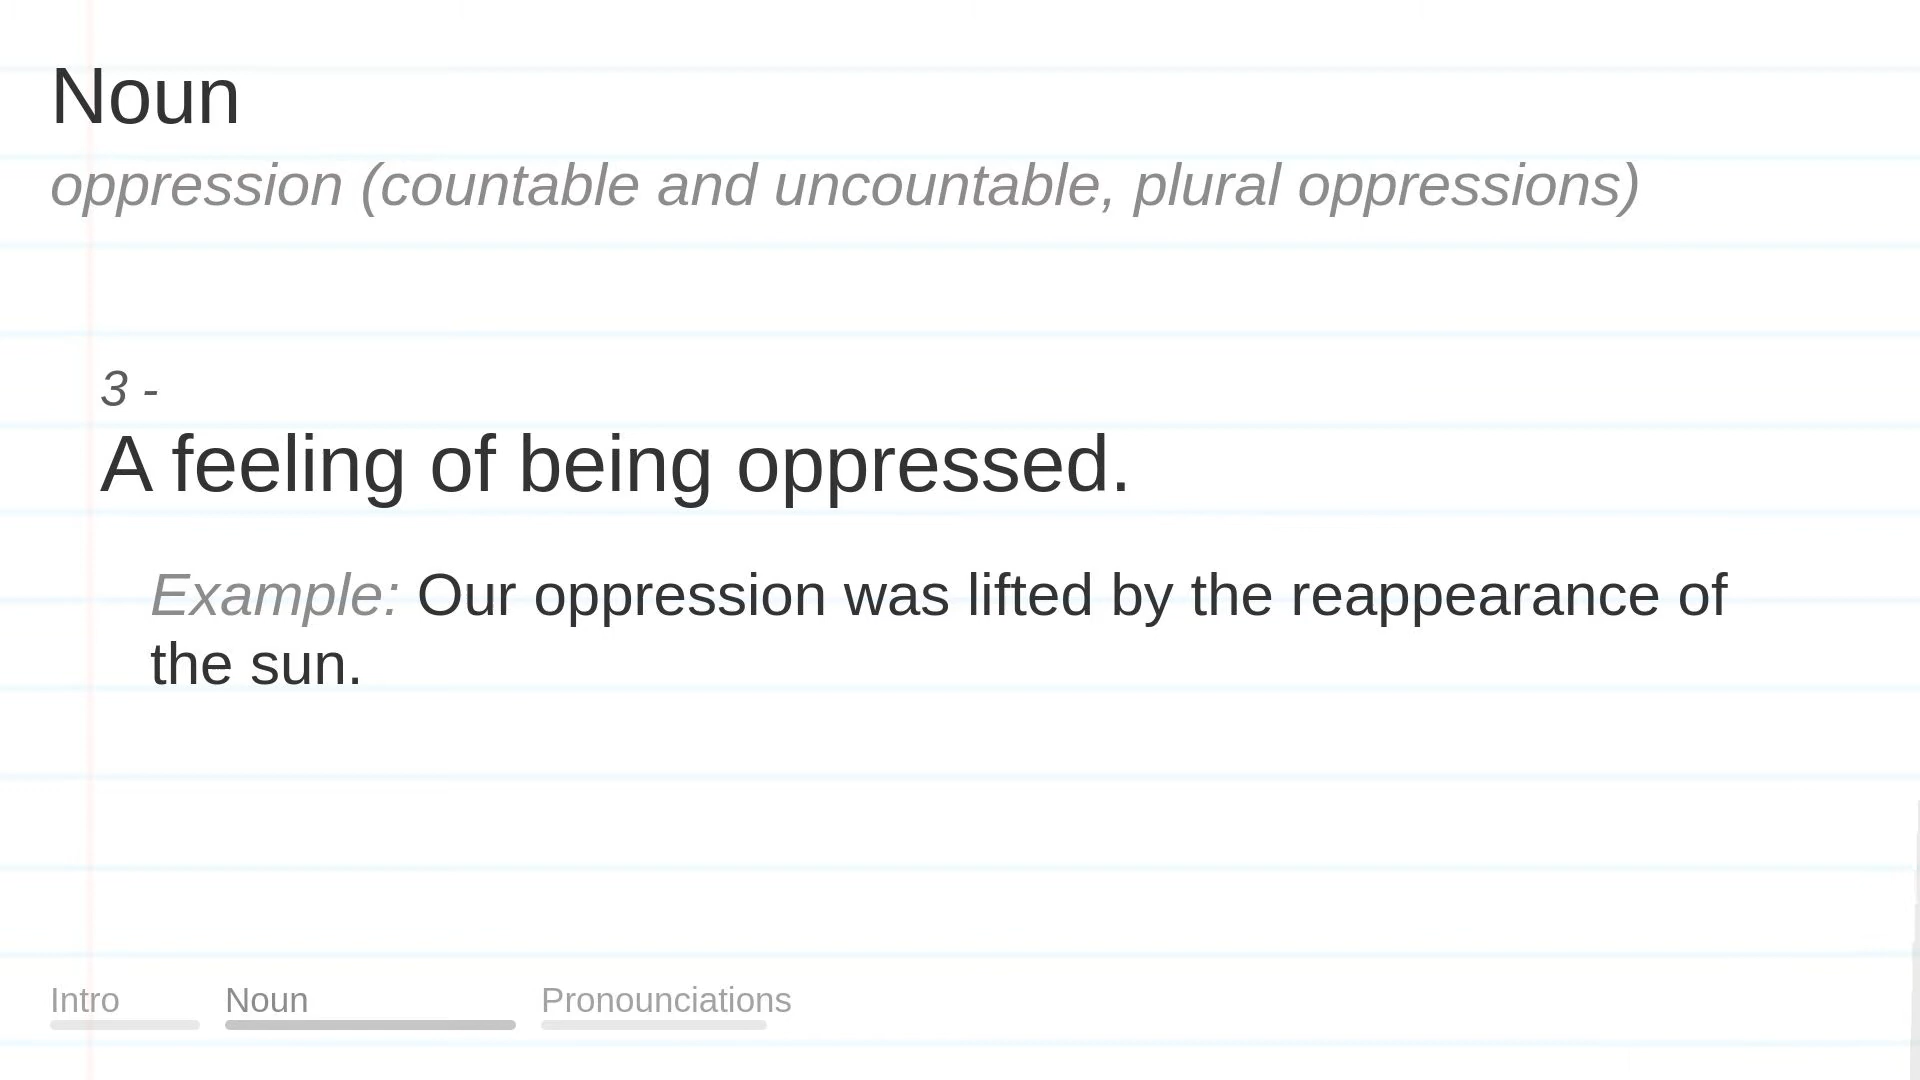 Noun
oppression (countable and uncountable, plural oppressions)
3 -
A feeling of being oppressed.
Example: Our oppression was lifted by the reappearance of
the sun.
Intro Noun Pronounciations